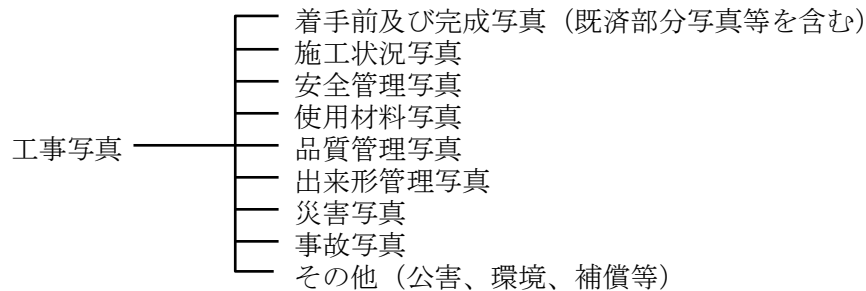 着手前及び完成写真（既済部分写真等を含む）
施工状況写真
安全管理写真
使用材料写真
工事写真
品質管理写真
出来形管理写真
災害写真
事故写真
その他（公害、環境、補償等）